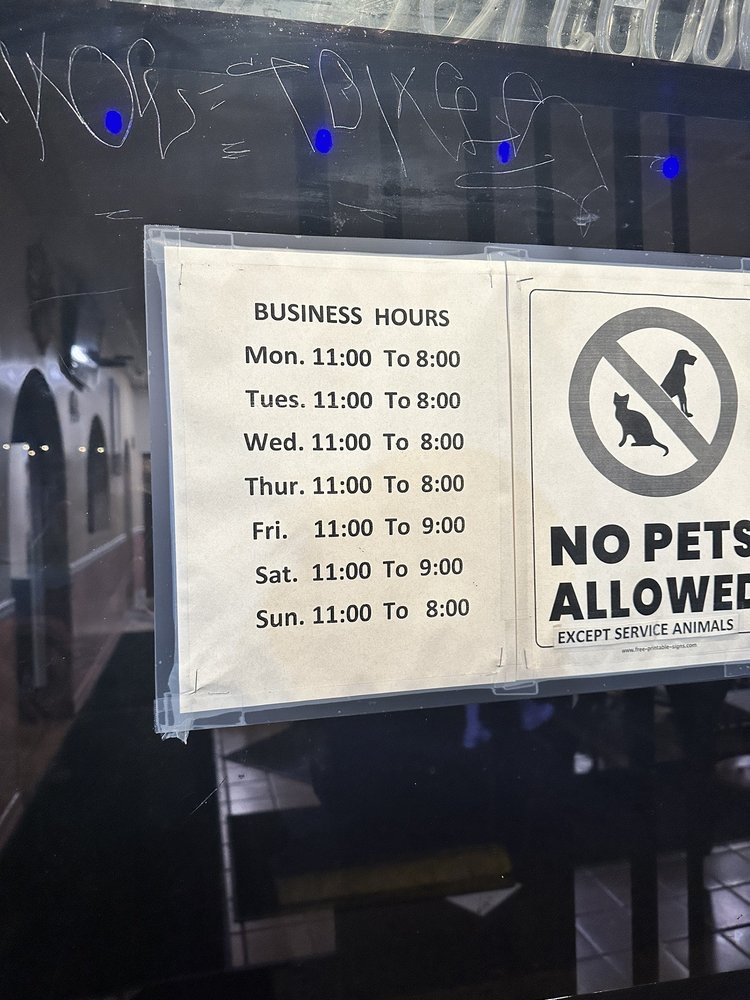 BUSINESS HOURS
Mon. 11:00 To 8:00
Tues. 11:00 To 8:00
Wed. 11:00 To 8:00
Thur. 11:00 To 8:00
Fri. 11:00 To 9:00
Sat. 11:00 To 9:00
Sun. 11:00 To 8:00
NO PETS
ALLOWED
EXCEPT SERVICE ANIMALS
www.free-printable-signs.com